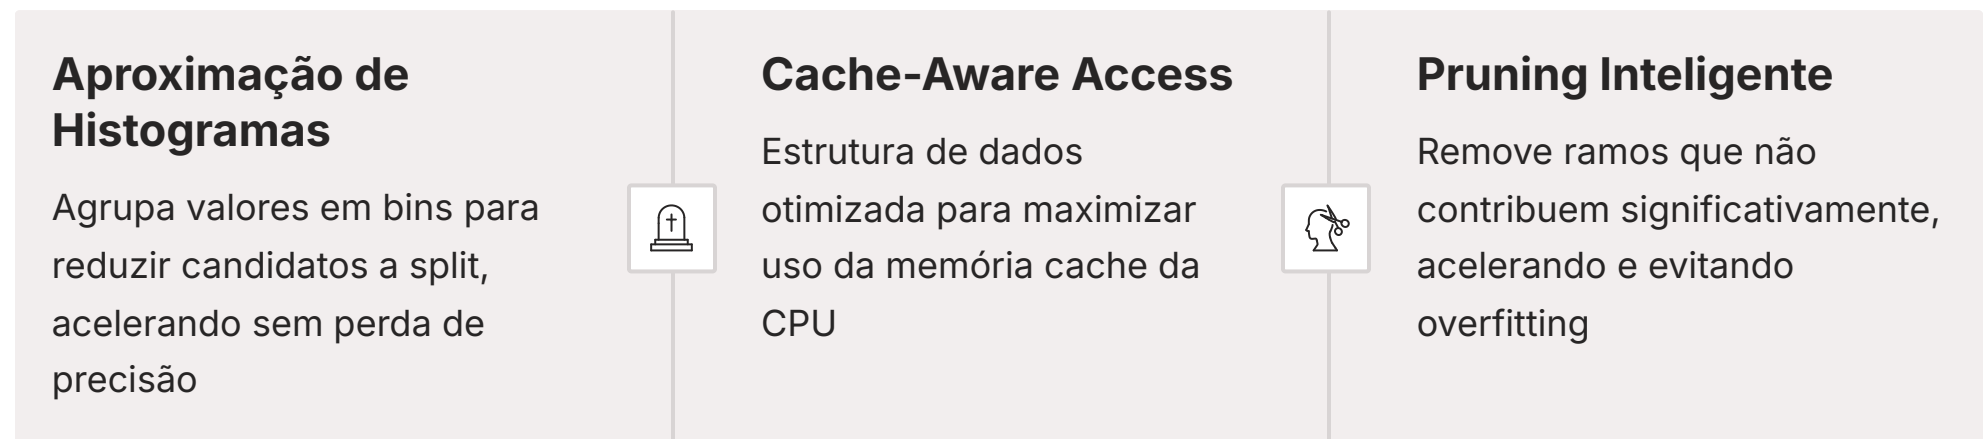 Aproximação de
Histogramas
Agrupa valores em bins para
reduzir candidatos a split,
acelerando sem perda de
precisão
Cache-Aware Access
Estrutura de dados
otimizada para maximizar
uso da memória cache da
CPU
Pruning Inteligente
Remove ramos que não
contribuem significativamente,
acelerando e evitando
overfitting